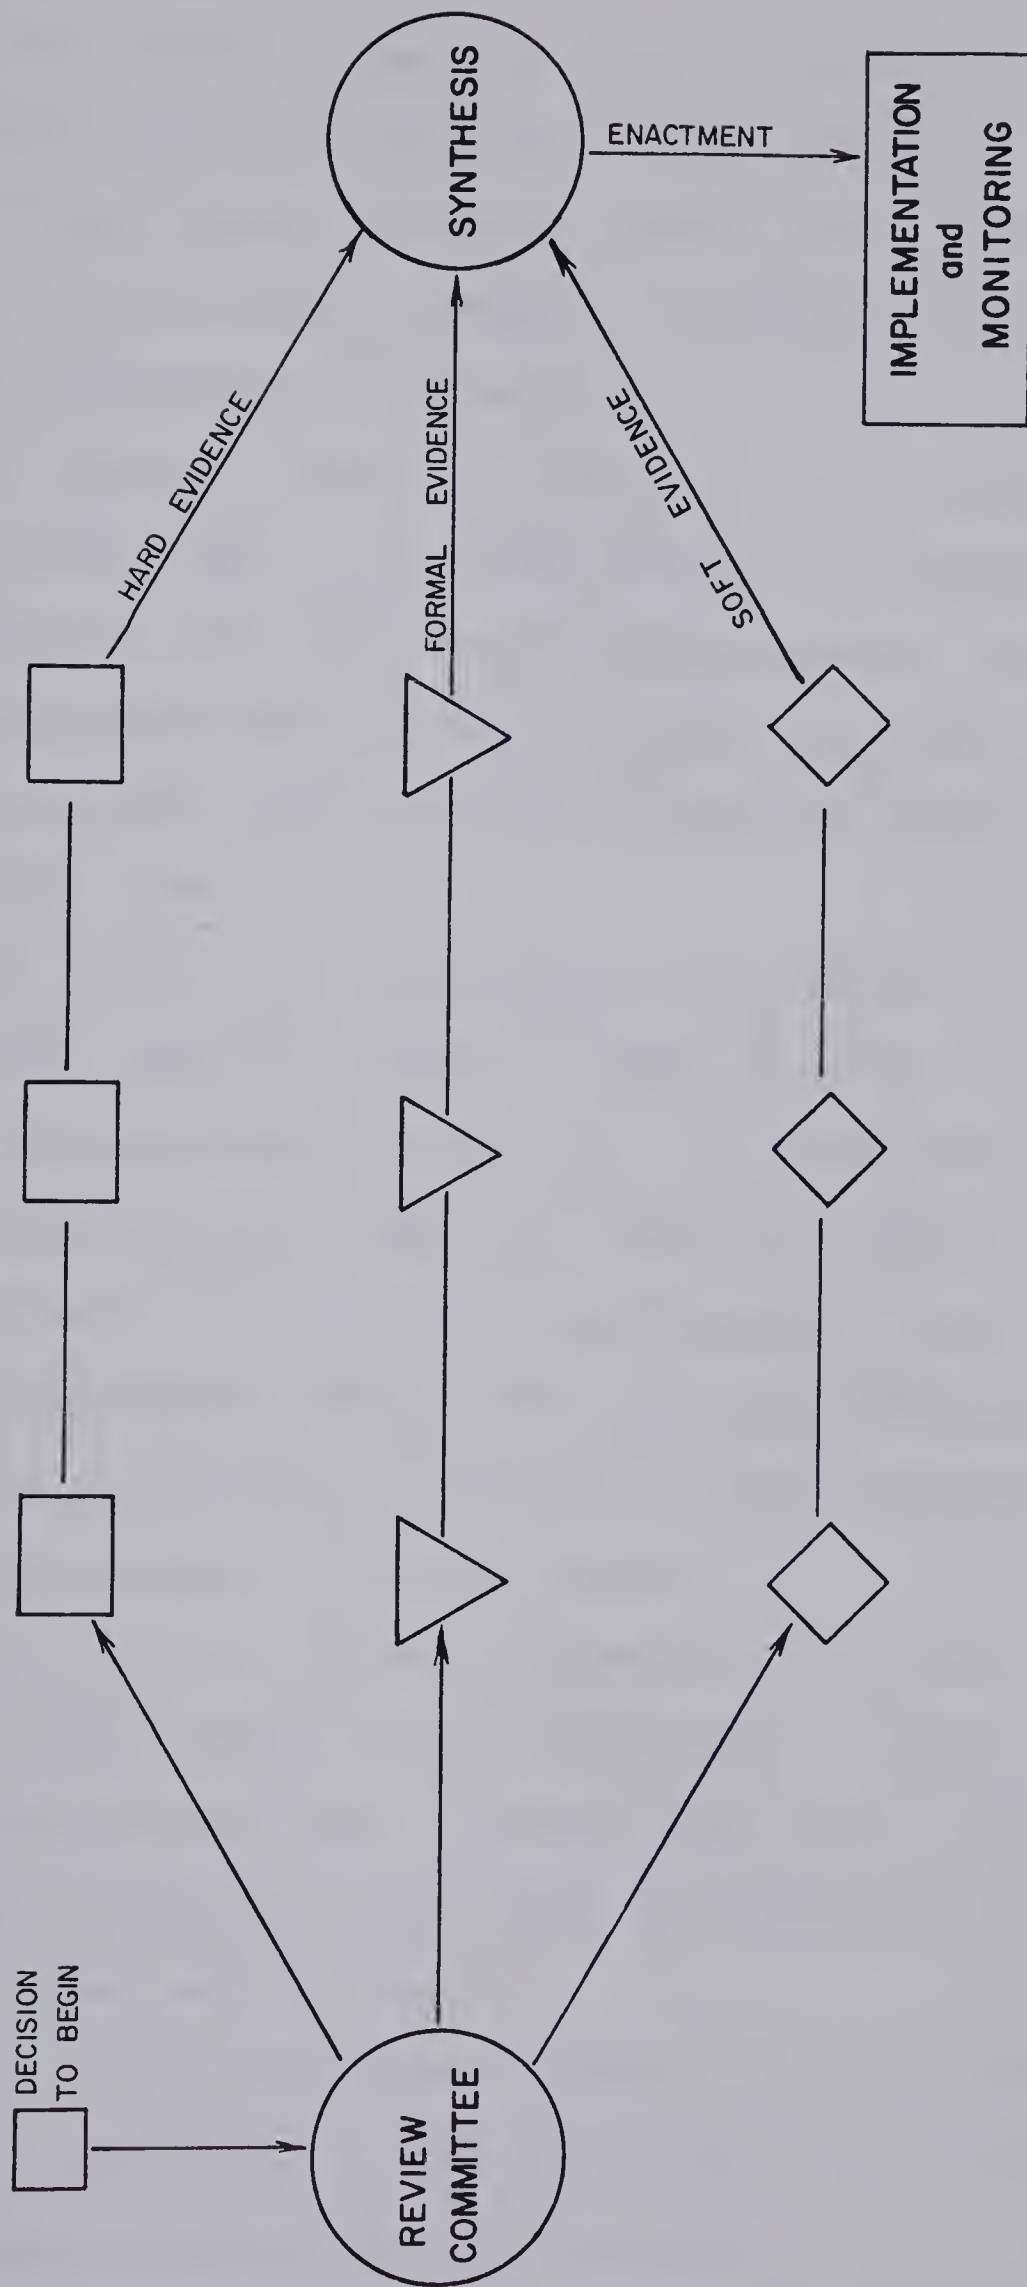 DECISION
TO BEGIN
REVIEW
COMMITTEE
HARD EVIDENCE
FORMAL EVIDENCE
SOFT EVIDENCE
SYNTHESIS
ENACTMENT
IMPLEMENTATION
and
MONITORING